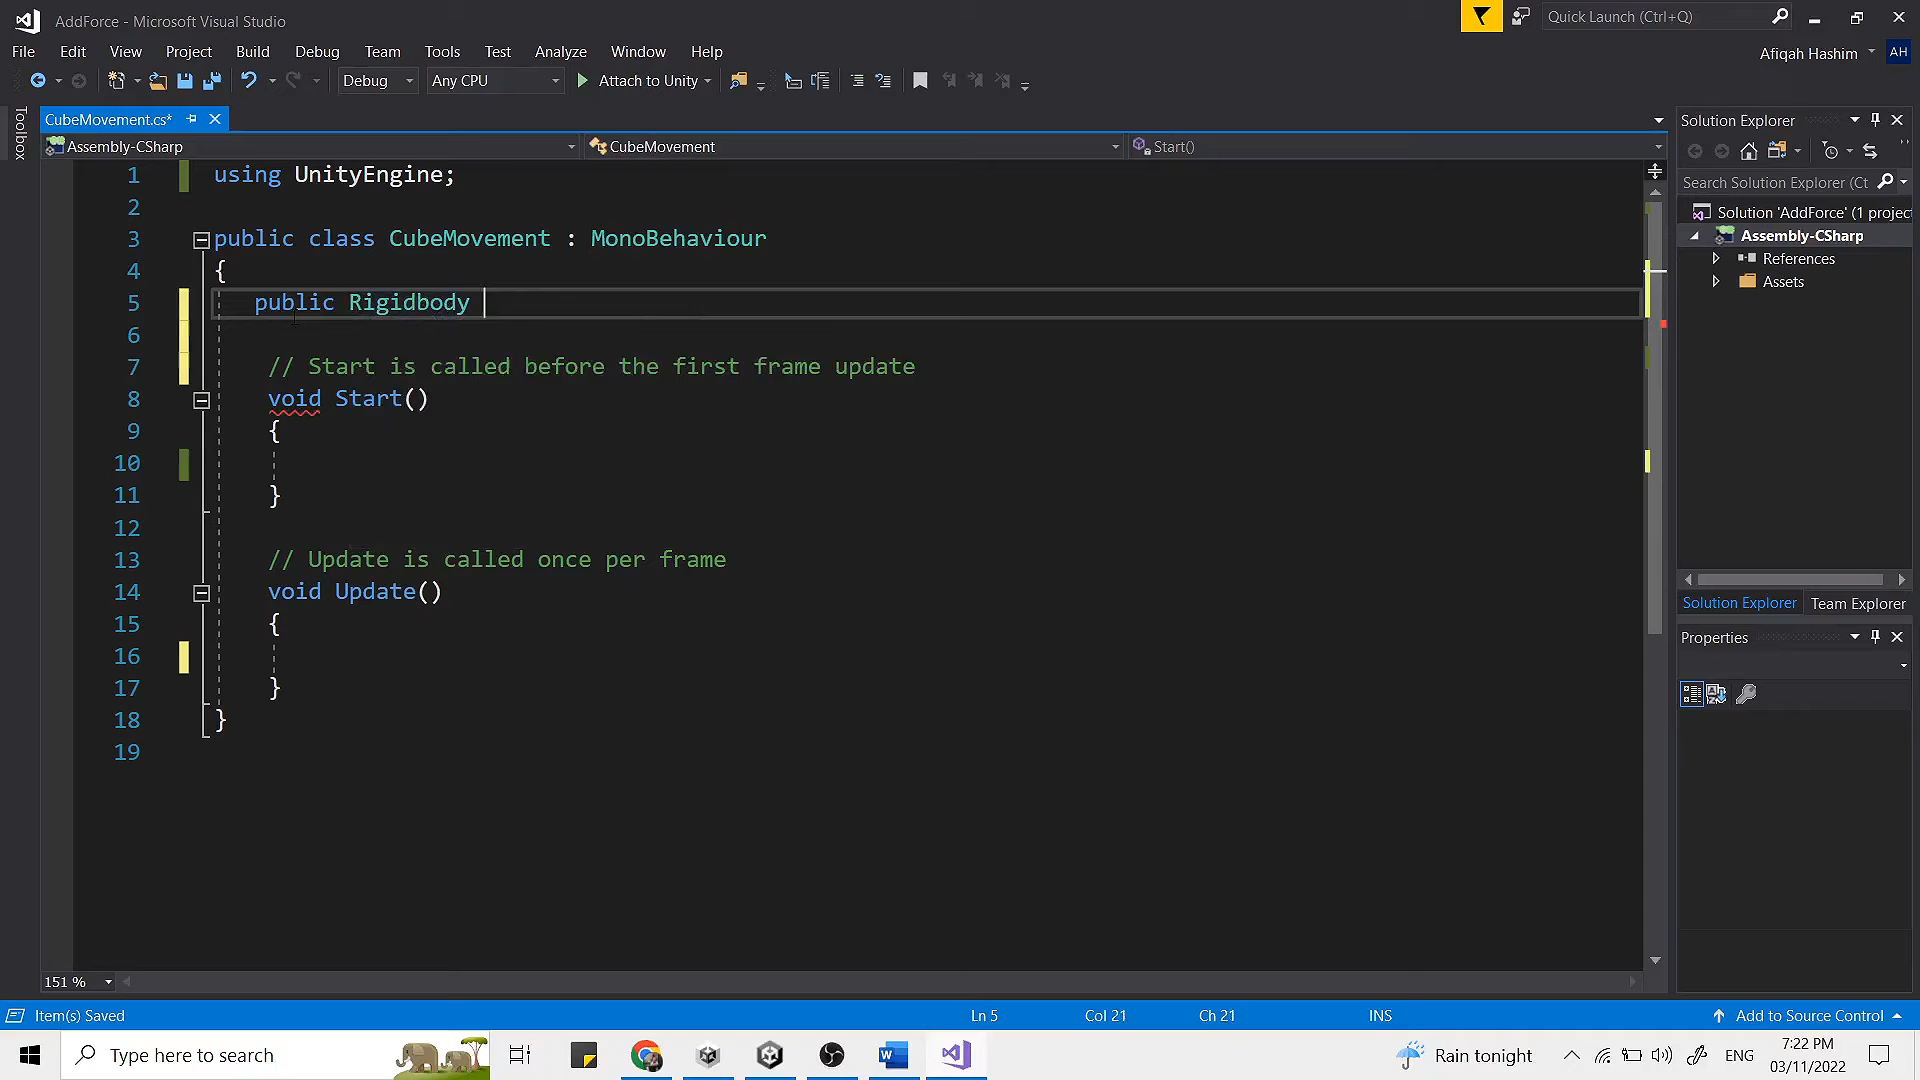 AddForce - Microsoft Visual Studio
Quick Launch (Ctrl+Q)
File Edit View Project Build Debug Team Tools Test Analyze Window Help
Afiqah Hashim AH
Debug Any CPU Attach to Unity
Toolbox
CubeMovement.cs*
Assembly-CSharp CubeMovement Start()
1 using UnityEngine;
2
3 public class CubeMovement : MonoBehaviour
4 {
5 public Rigidbody
6
7 // Start is called before the first frame update
8 void Start()
9 {
10
11 }
12
13 // Update is called once per frame
14 void Update()
15 {
16
17 }
18 }
19
Solution Explorer
Search Solution Explorer (Ct
Solution 'AddForce' (1 projec
Assembly-CSharp
References
Assets
Solution Explorer Team Explorer
Properties
151 %
Item(s) Saved Ln 5 Col 21 Ch 21 INS Add to Source Control
Type here to search
Rain tonight
ENG
7:22 PM
03/11/2022